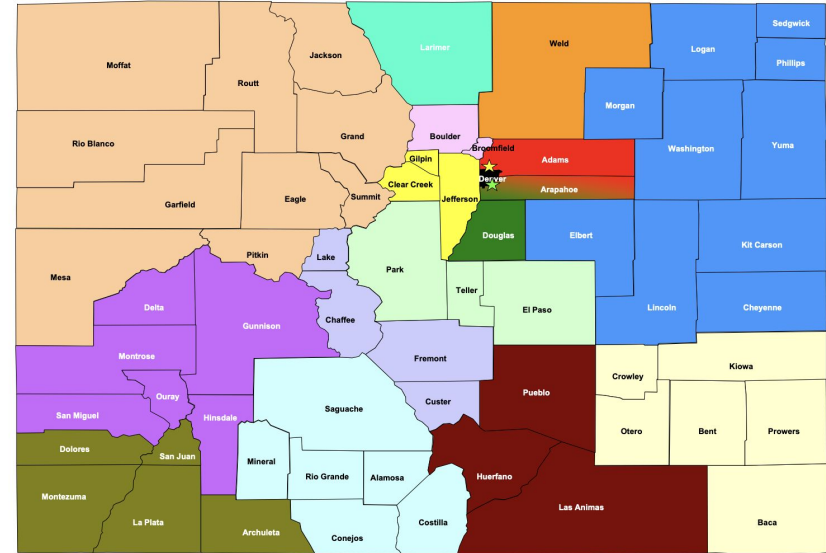 Sedgwick
Moffat
Routt
Jackson
Larimer
Weld
Logan
Phillips
Morgan
Rio Blanco
Grand
Boulder
Broomfield
Washington
Yuma
Gilpin
Adams
Clear Creek
Denver
Arapahoe
Garfield
Eagle
Summit
Jefferson
Pitkin
Lake
Park
Douglas
Elbert
Kit Carson
Mesa
Teller
Delta
Gunnison
Chaffee
El Paso
Lincoln
Cheyenne
Montrose
Fremont
Kiowa
Crowley
Ouray
Custer
Pueblo
San Miguel
Hinsdale
Saguache
Otero
Bent
Prowers
Dolores
San Juan
Mineral
Rio Grande
Alamosa
Huerfano
Montezuma
La Plata
Archuleta
Conejos
Costilla
Las Animas
Baca